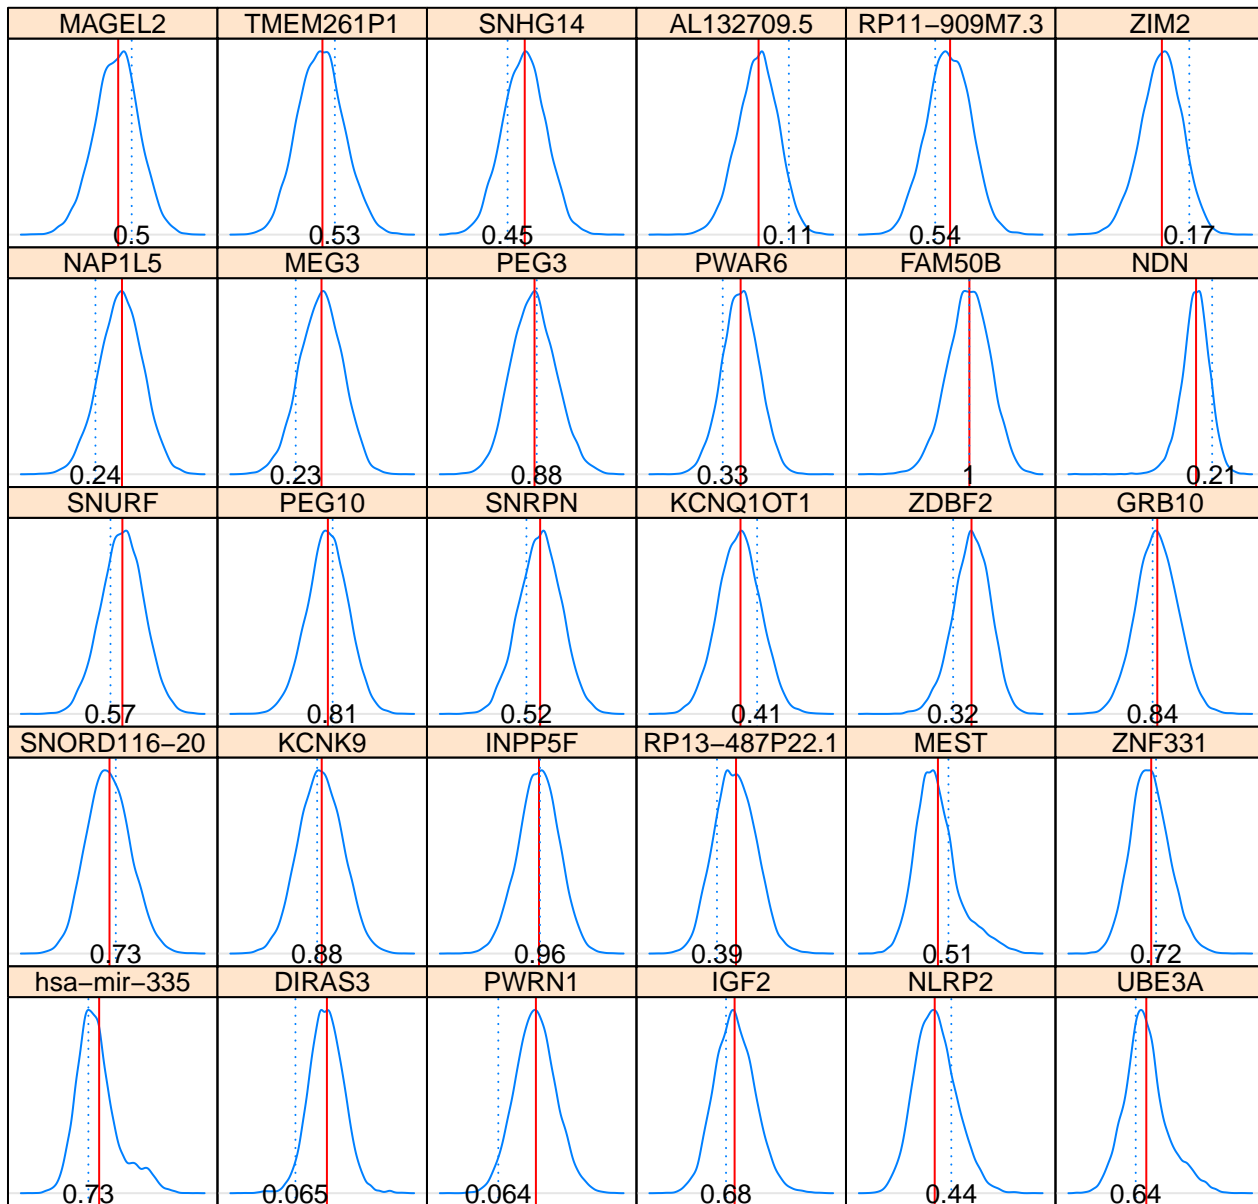 MAGEL2 TMEM261P1 SNHG14 AL132709.5 RP11−909M7.3 ZIM2
0.5 0.53 0.45 0.11 0.54 0.17
NAP1L5 MEG3 PEG3 PWAR6 FAM50B NDN
0.24 0.23 0.88 0.33 1 0.21
SNURF PEG10 SNRPN KCNQ1OT1 ZDBF2 GRB10
0.57 0.81 0.52 0.41 0.32 0.84
SNORD116−20 KCNK9 INPP5F RP13−487P22.1 MEST ZNF331
0.73 0.88 0.96 0.39 0.51 0.72
hsa−mir−335 DIRAS3 PWRN1 IGF2 NLRP2 UBE3A
0.73 0.065 0.064 0.68 0.44 0.64